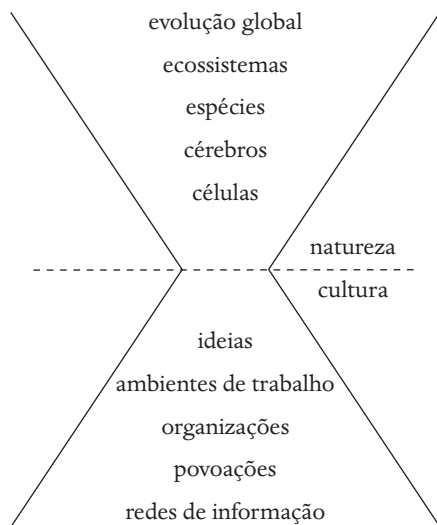 evolução global
ecossistemas
espécies
cérebros
células
natureza
cultura
ideias
ambientes de trabalho
organizações
povoações
redes de informação